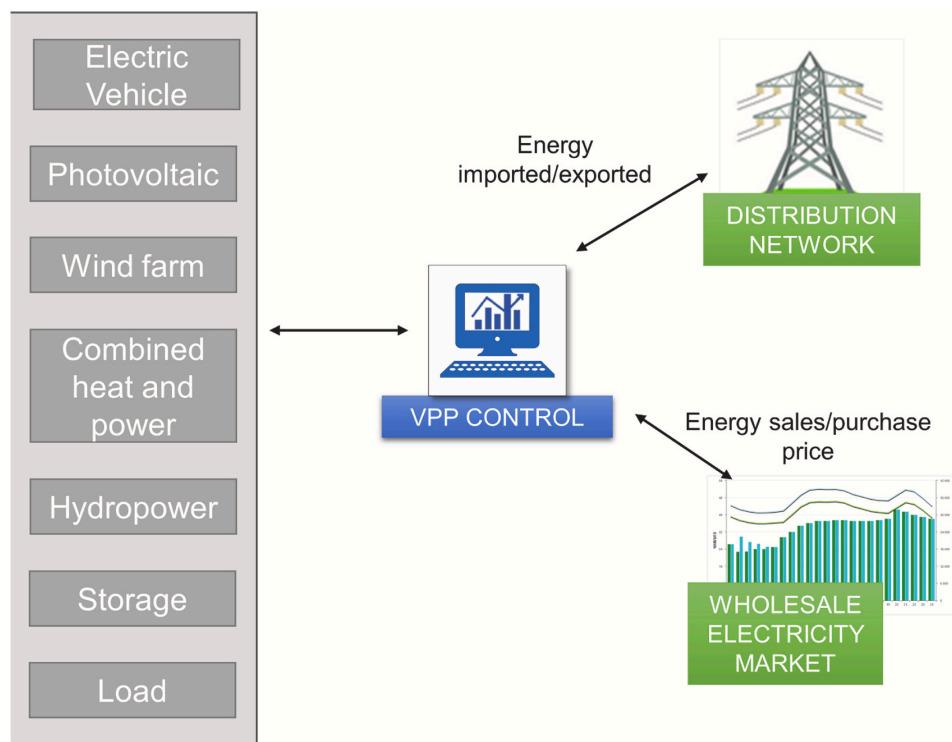 Electric
Vehicle
Photovoltaic
Wind farm
Combined
heat and
power
Hydropower
Storage
Load
Energy
imported/exported
DISTRIBUTION
NETWORK
VPP CONTROL
Energy sales/purchase
price
WHOLESALE
ELECTRICITY
MARKET